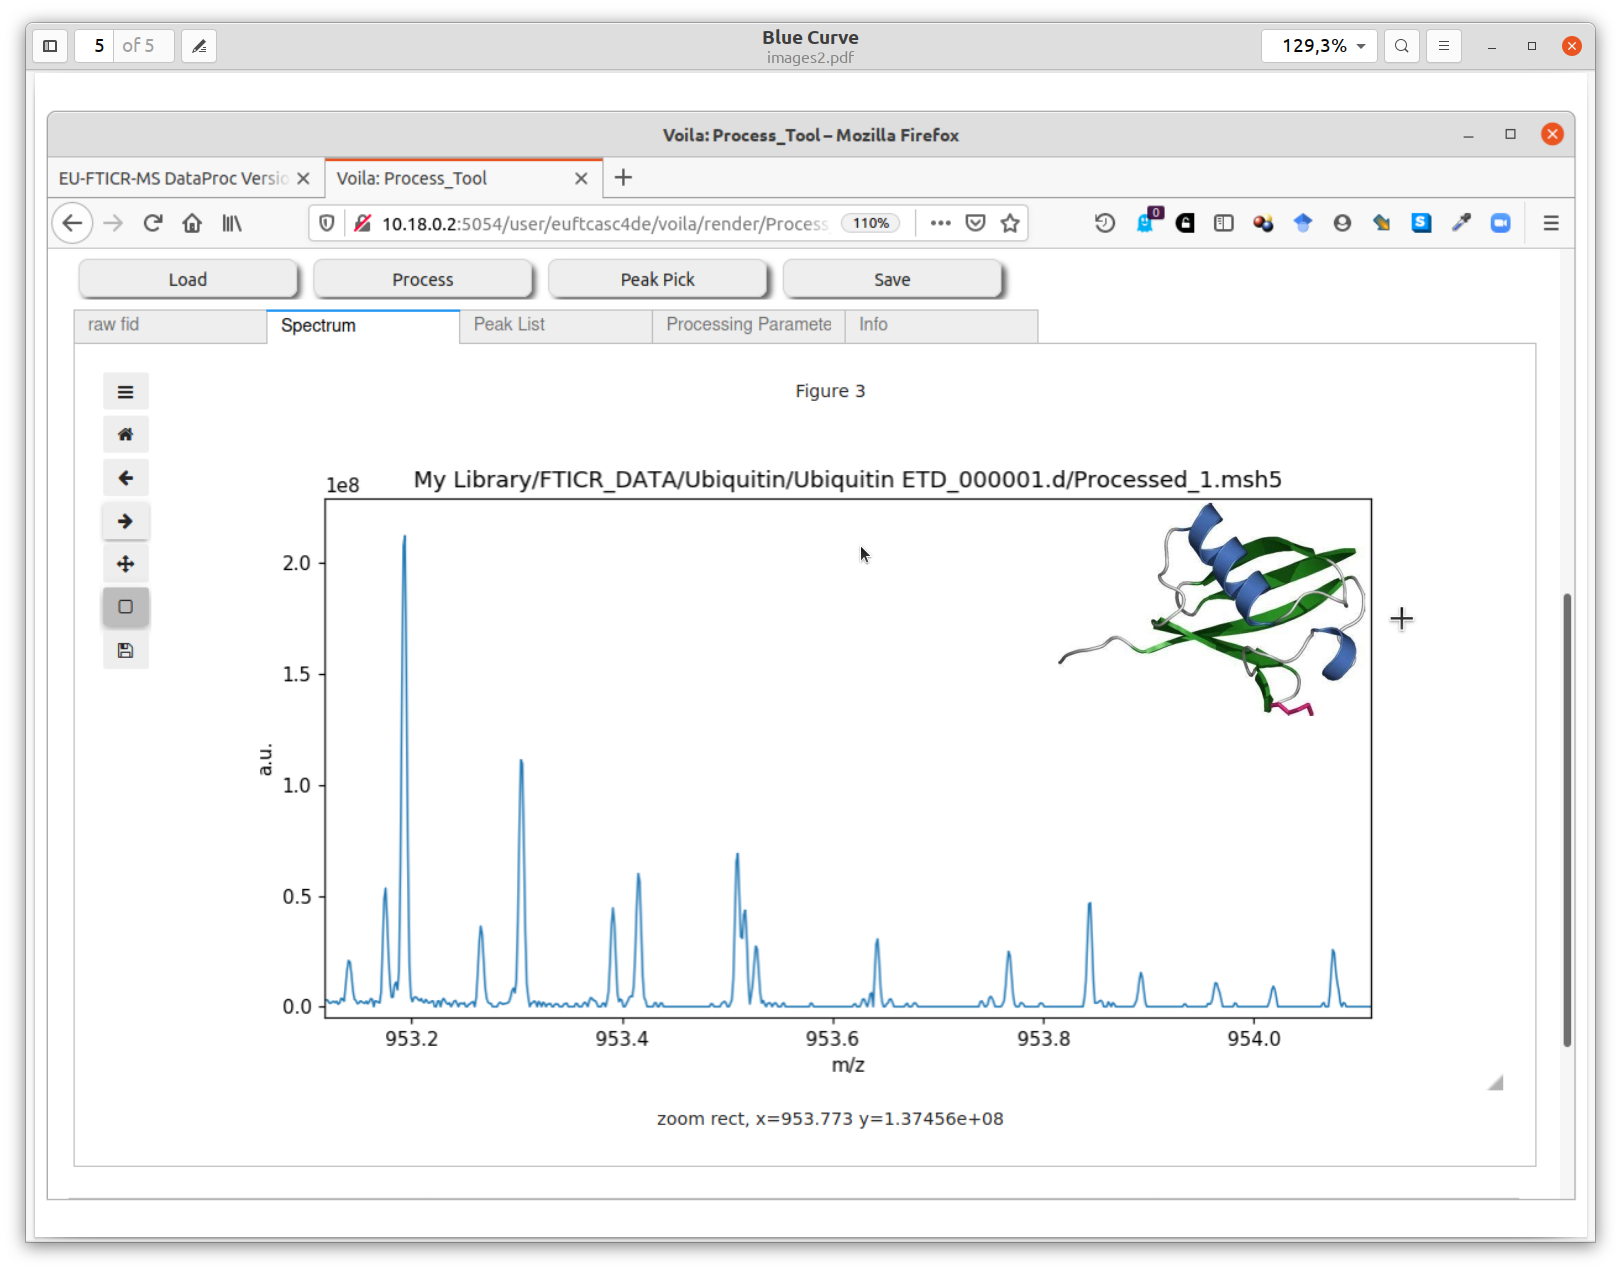 5 of 5
Blue Curve
images2.pdf
129,3%
Voila: Process_Tool – Mozilla Firefox
EU-FTICR-MS DataProc Versio
Voila: Process_Tool
10.18.0.2:5054/user/euftcasc4de/voila/render/Process
110%
0
S
Load
Process
Peak Pick
Save
raw fid
Spectrum
Peak List
Processing Paramete
Info
Figure 3
My Library/FTICR_DATA/Ubiquitin/Ubiquitin ETD_000001.d/Processed_1.msh5
1e8
2.0
1.5
1.0
0.5
0.0
a.u.
953.2
953.4
953.6
953.8
954.0
m/z
zoom rect, x=953.773 y=1.37456e+08